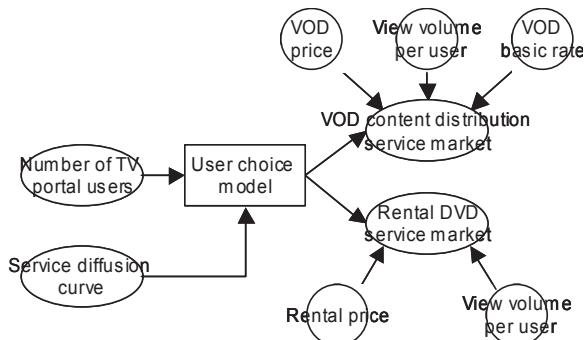 VOD
price
View volume
per user
VOD
basic rate
VOD content distribution
service market
Number of TV
portal users
User choice
model
Rental DVD
service market
Service diffusion
curve
Rental price
View volume
per user